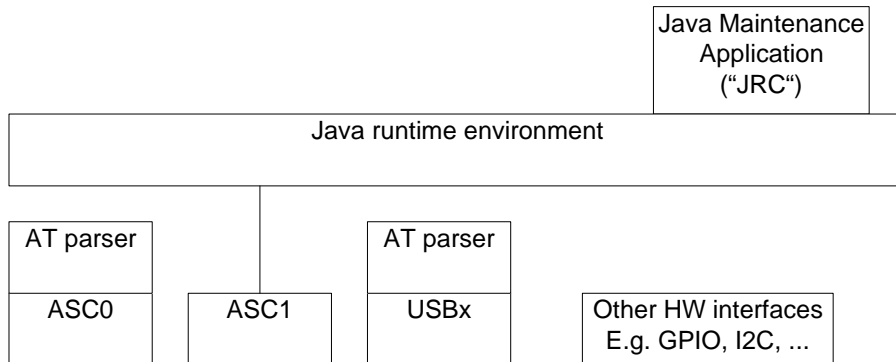 Java Maintenance
Application
(“JRC“)
Java runtime environment
AT parser
AT parser
ASC0
ASC1
USBx
Other HW interfaces
E.g. GPIO, I2C, ...